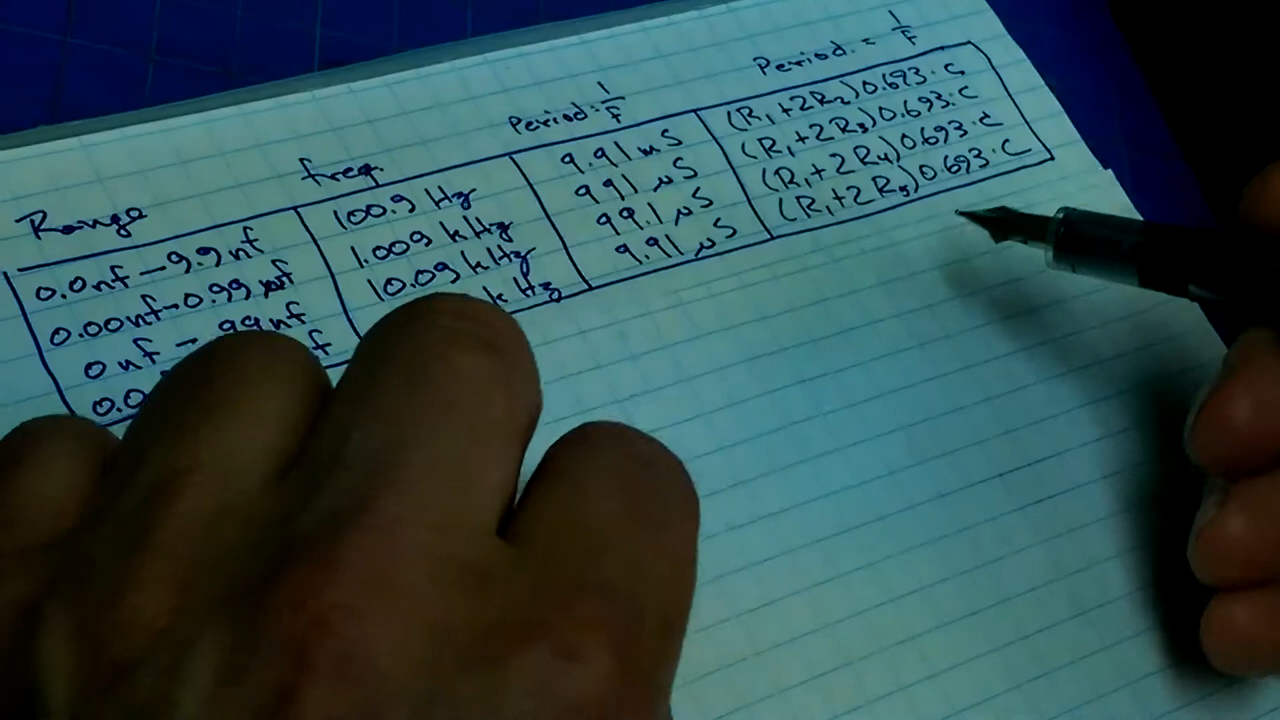 Range freq. Period = 1/F Period = 1/F
0.0nf – 9.9nf 100.9 Hz 9.91 mS (R1+2R2)0.693·C
0.00nf – 0.99 1.009 kHz 991 µS (R1+2R3)0.693·C
0nf – 99nf 10.09 kHz 99.1 µS (R1+2R4)0.693·C
0.0 f kHz 9.91 µS (R1+2R5)0.693·C